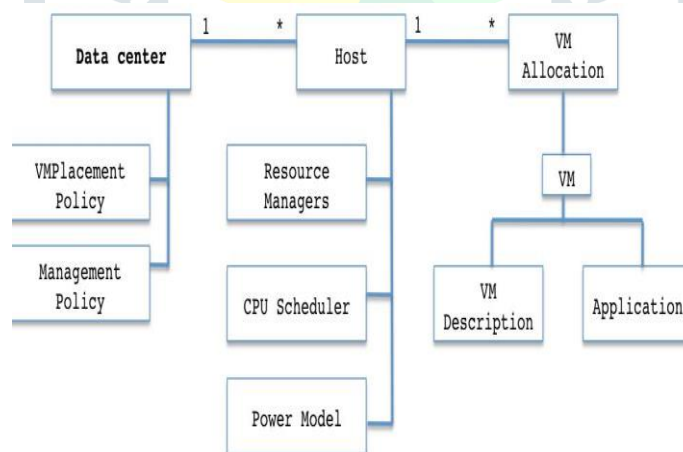 1 * 1 *
Data center
Host
VM
Allocation
VMPlacement
Policy
Resource
Managers
VM
Management
Policy
CPU Scheduler
VM
Description
Application
Power Model